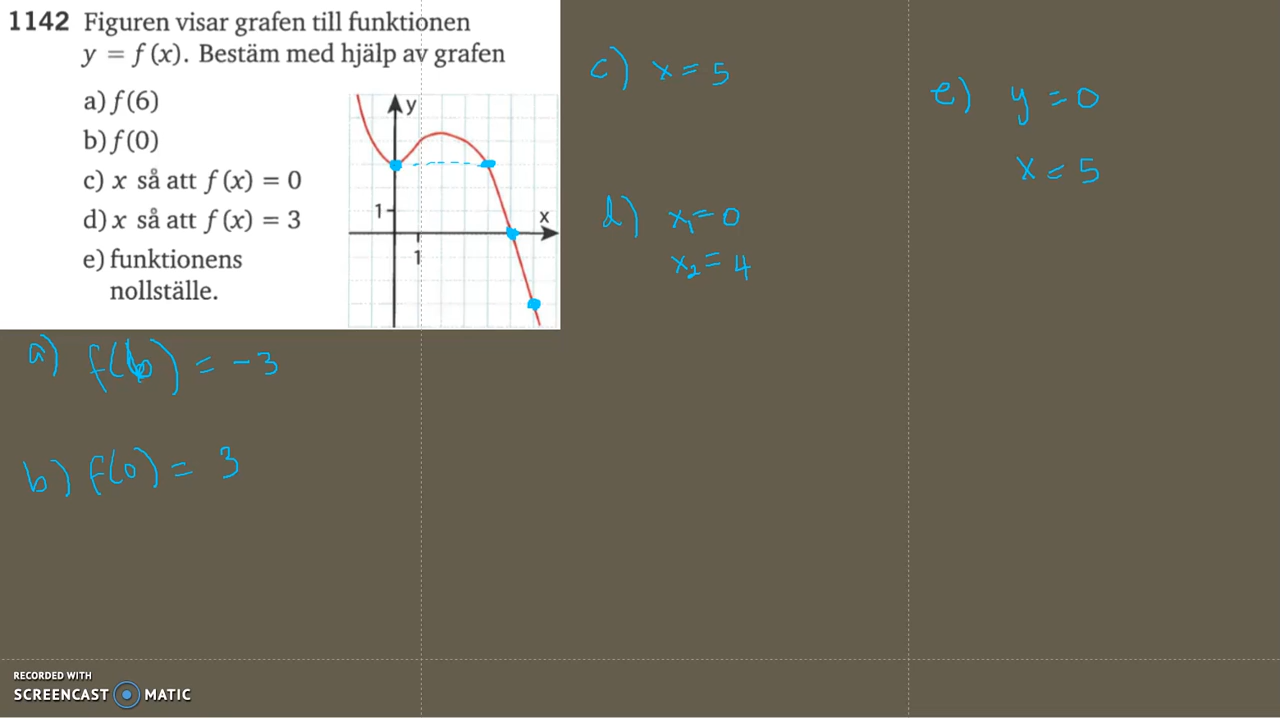 1142 Figuren visar grafen till funktionen
y = f (x). Bestäm med hjälp av grafen
a) f(6)
b) f(0)
c) x så att f (x) = 0
d) x så att f (x) = 3
e) funktionens
nollställe.
y
1
x
1
a) f(6) = -3
b) f(0) = 3
c) x = 5
d) x₁ = 0
x₂ = 4
e) y = 0
x = 5
RECORDED WITH
SCREENCAST MATIC